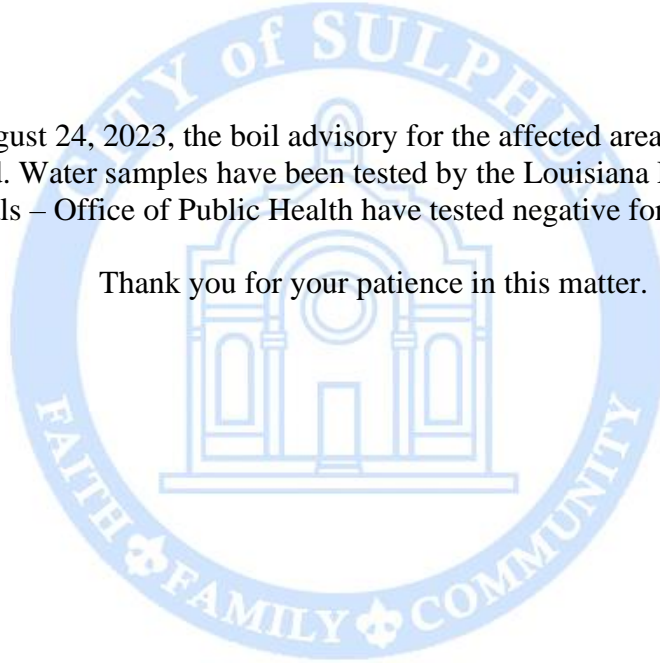 CITY of SULPHUR
gust 24, 2023, the boil advisory for the affected area
. Water samples have been tested by the Louisiana
ls – Office of Public Health have tested negative for
Thank you for your patience in this matter.
FAITH FAMILY COMMUNITY